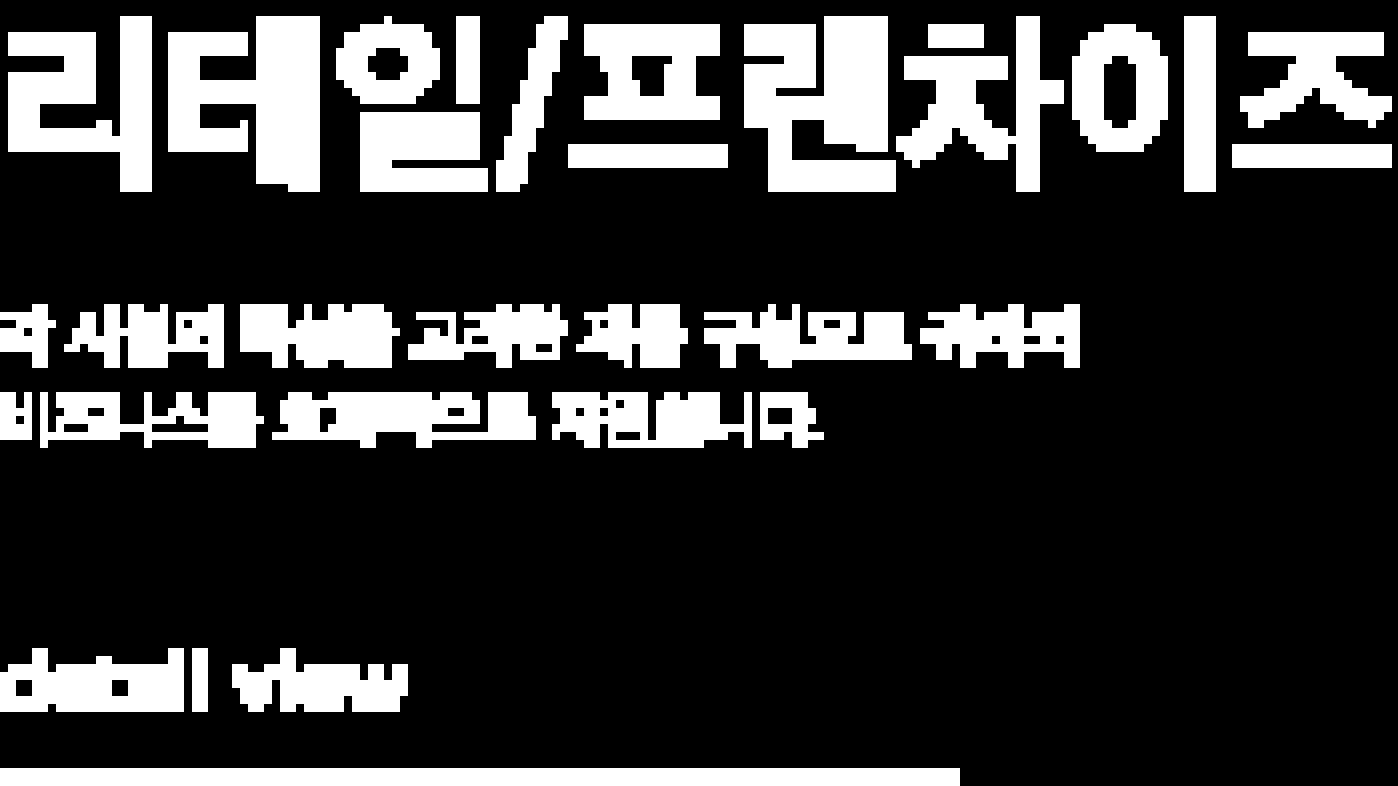 리테일/프랜차이즈
각 사업의 특성을 고려한 제품 구성으로 귀하의
비즈니스를 효과적으로 지원합니다.
detail view